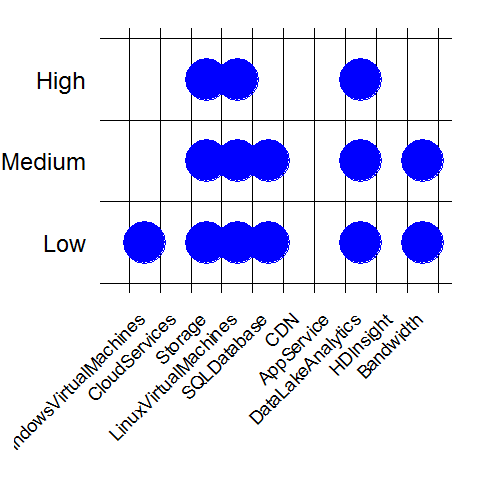 High
Medium
Low
ndowsVirtualMachines
CloudServices
Storage
LinuxVirtualMachines
SQLDatabase
CDN
AppService
DataLakeAnalytics
HDInsight
Bandwidth